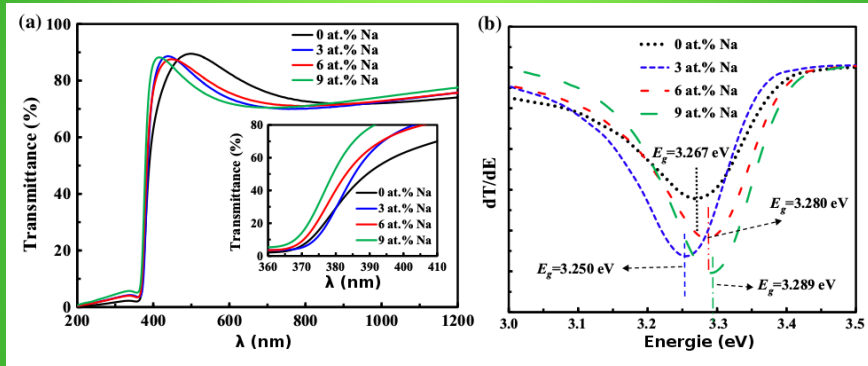 (a)
0 at.% Na
3 at.% Na
6 at.% Na
9 at.% Na
Transmittance (%)
100
80
60
40
20
0
200
400
600
800
1000
1200
λ (nm)
Transmittance (%)
80
70
60
50
40
30
20
10
0
0 at.% Na
3 at.% Na
6 at.% Na
9 at.% Na
360
370
380
390
400
410
λ (nm)
(b)
0 at.% Na
3 at.% Na
6 at.% Na
9 at.% Na
dT/dE
Eg=3.267 eV
Eg=3.280 eV
Eg=3.250 eV
Eg=3.289 eV
3.0
3.1
3.2
3.3
3.4
3.5
Energie (eV)